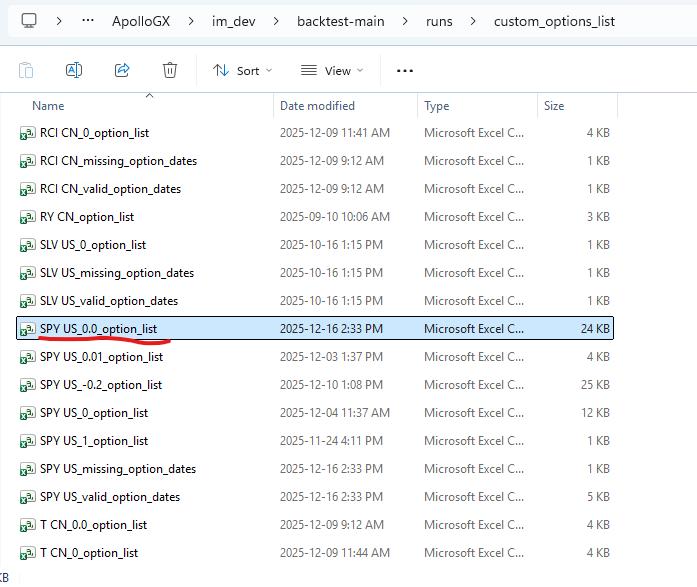 ... ApolloGX im_dev backtest-main runs custom_options_list
Sort View ...
Name Date modified Type Size
RCI CN_0_option_list 2025-12-09 11:41 AM Microsoft Excel C... 4 KB
RCI CN_missing_option_dates 2025-12-09 9:12 AM Microsoft Excel C... 1 KB
RCI CN_valid_option_dates 2025-12-09 9:12 AM Microsoft Excel C... 1 KB
RY CN_option_list 2025-09-10 10:06 AM Microsoft Excel C... 3 KB
SLV US_0_option_list 2025-10-16 1:15 PM Microsoft Excel C... 1 KB
SLV US_missing_option_dates 2025-10-16 1:15 PM Microsoft Excel C... 1 KB
SLV US_valid_option_dates 2025-10-16 1:15 PM Microsoft Excel C... 1 KB
SPY US_0.0_option_list 2025-12-16 2:33 PM Microsoft Excel C... 24 KB
SPY US_0.01_option_list 2025-12-03 1:37 PM Microsoft Excel C... 4 KB
SPY US_-0.2_option_list 2025-12-10 1:08 PM Microsoft Excel C... 25 KB
SPY US_0_option_list 2025-12-04 11:37 AM Microsoft Excel C... 12 KB
SPY US_1_option_list 2025-11-24 4:11 PM Microsoft Excel C... 1 KB
SPY US_missing_option_dates 2025-12-16 2:33 PM Microsoft Excel C... 1 KB
SPY US_valid_option_dates 2025-12-16 2:33 PM Microsoft Excel C... 5 KB
T CN_0.0_option_list 2025-12-09 9:12 AM Microsoft Excel C... 4 KB
T CN_0_option_list 2025-12-09 11:44 AM Microsoft Excel C... 4 KB
KB